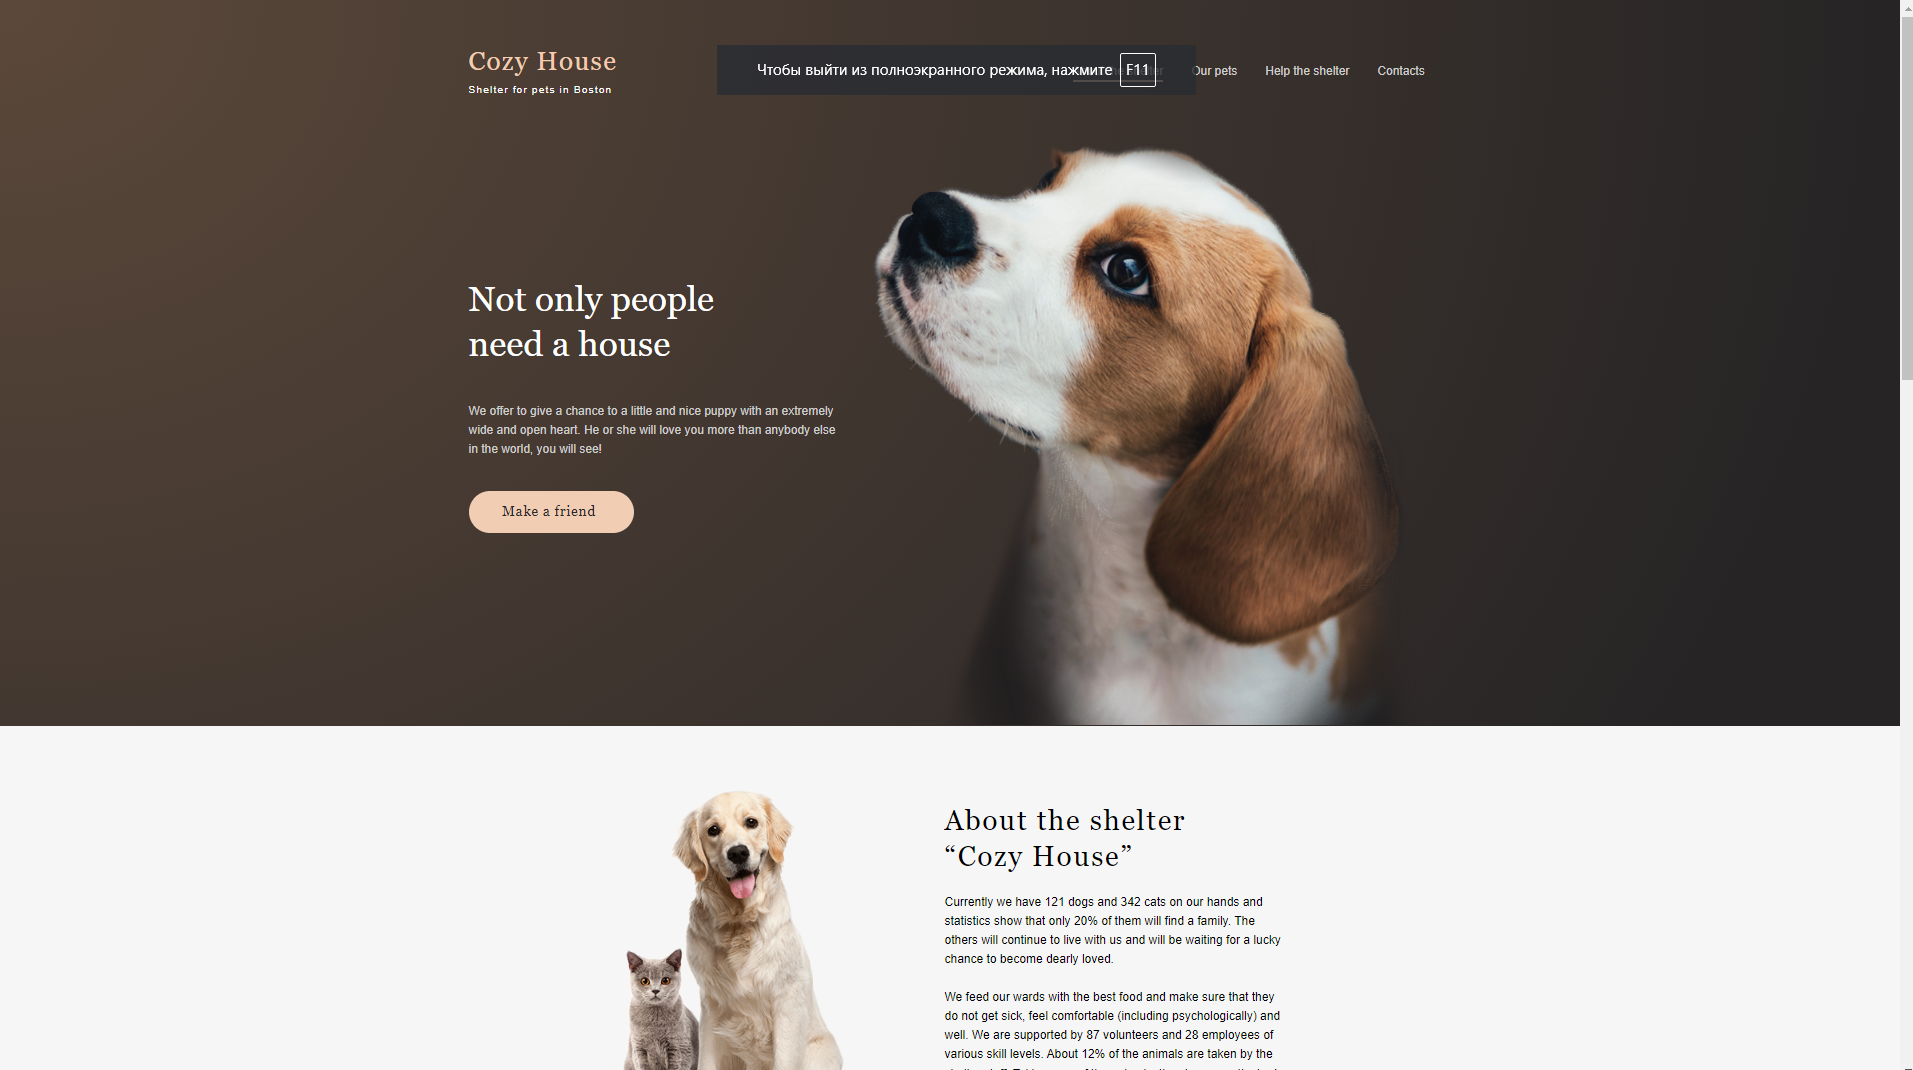 Cozy House
Shelter for pets in Boston
Чтобы выйти из полноэкранного режима, нажмите F11
Our pets
Help the shelter
Contacts
Not only people
need a house
We offer to give a chance to a little and nice puppy with an extremely
wide and open heart. He or she will love you more than anybody else
in the world, you will see!
Make a friend
About the shelter
“Cozy House”
Currently we have 121 dogs and 342 cats on our hands and
statistics show that only 20% of them will find a family. The
others will continue to live with us and will be waiting for a lucky
chance to become dearly loved.
We feed our wards with the best food and make sure that they
do not get sick, feel comfortable (including psychologically) and
well. We are supported by 87 volunteers and 28 employees of
various skill levels. About 12% of the animals are taken by the